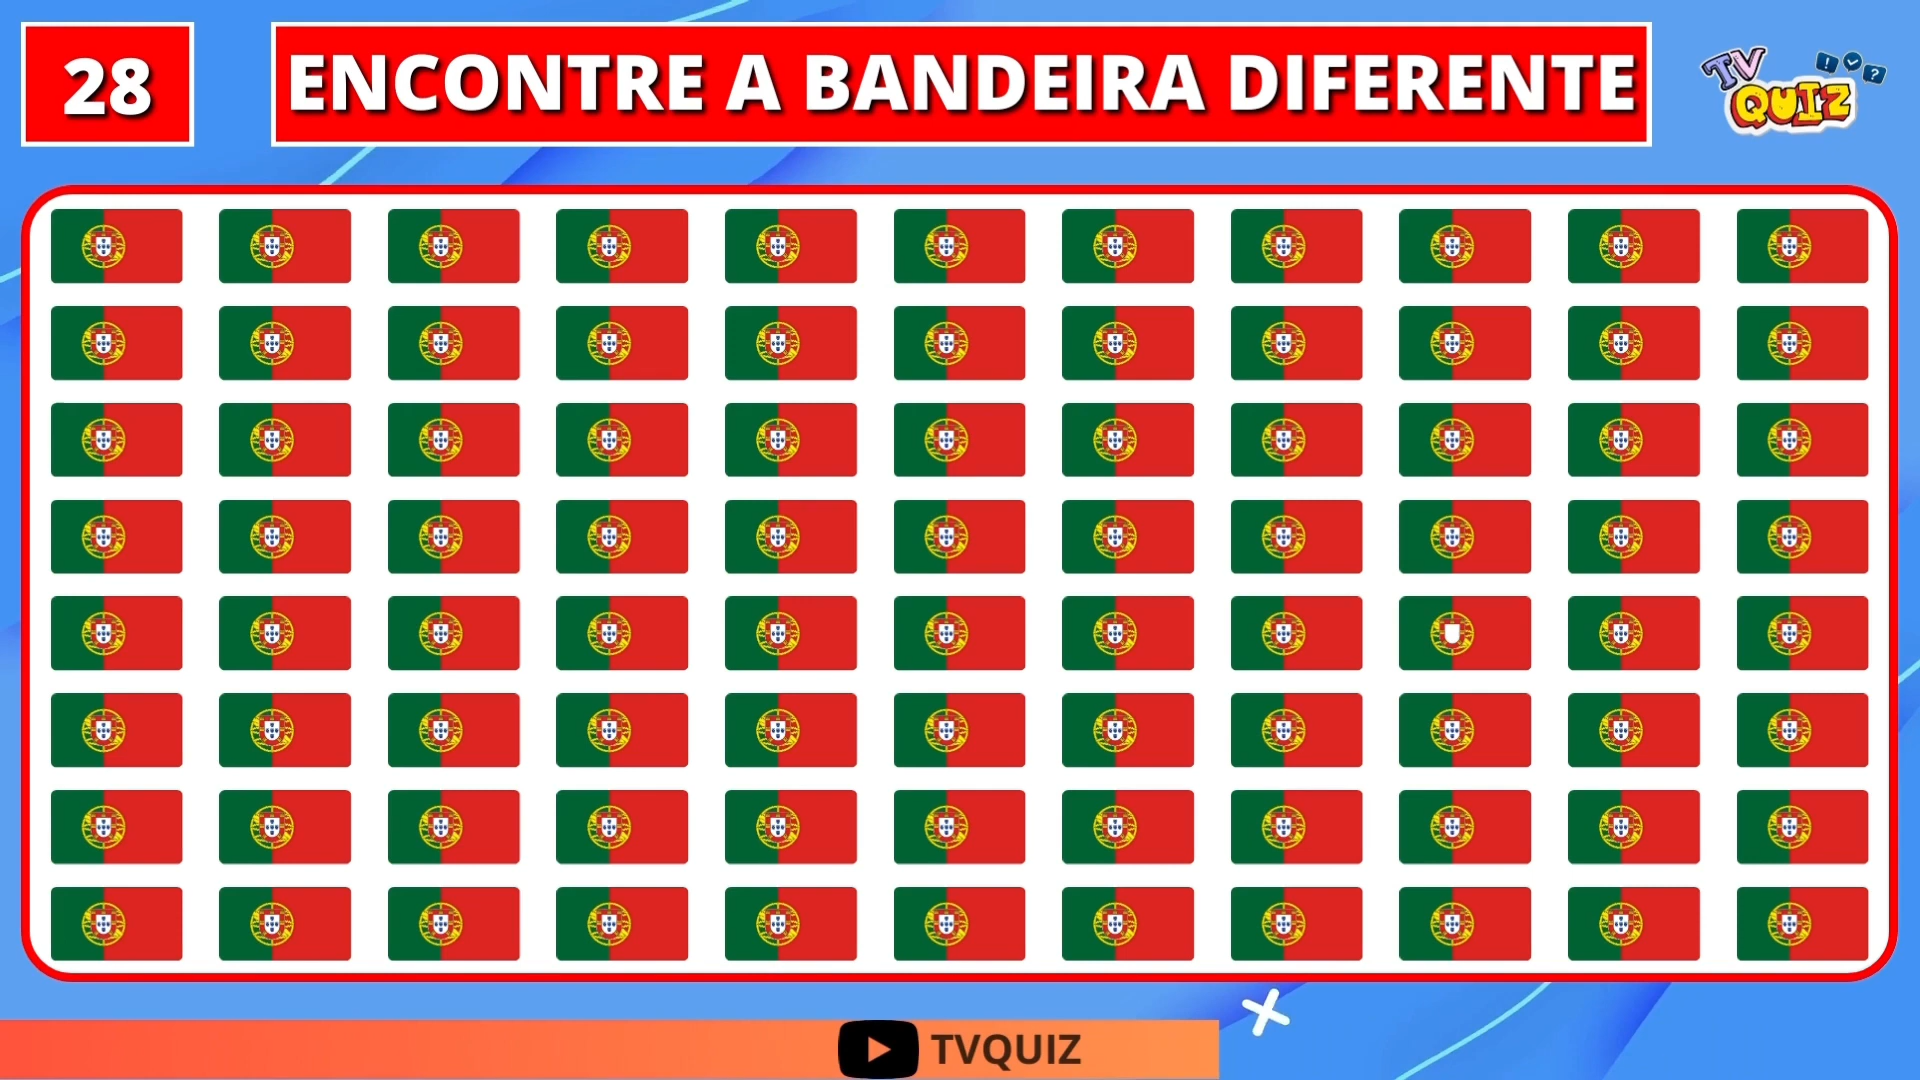 28
ENCONTRE A BANDEIRA DIFERENTE
TV
QUIZ
! ?
TVQUIZ